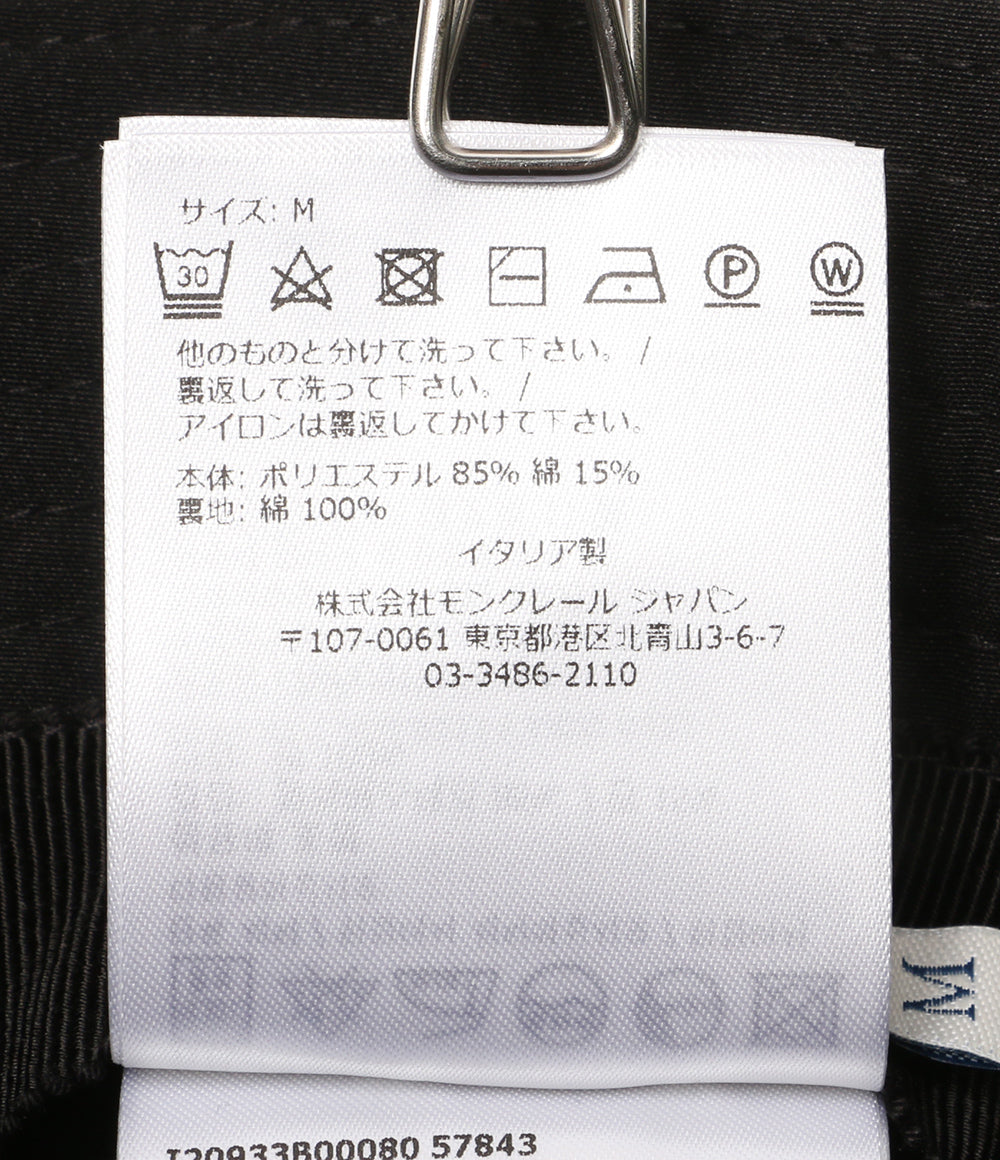 サイズ: M
30 P W
他のものと分けて洗って下さい。 /
裏返して洗って下さい。 /
アイロンは裏返してかけて下さい。
本体: ポリエステル 85% 綿 15%
裏地: 綿 100%
イタリア製
株式会社モンクレール ジャパン
〒107-0061 東京都港区北青山3-6-7
03-3486-2110
M
I20933B00080 57843